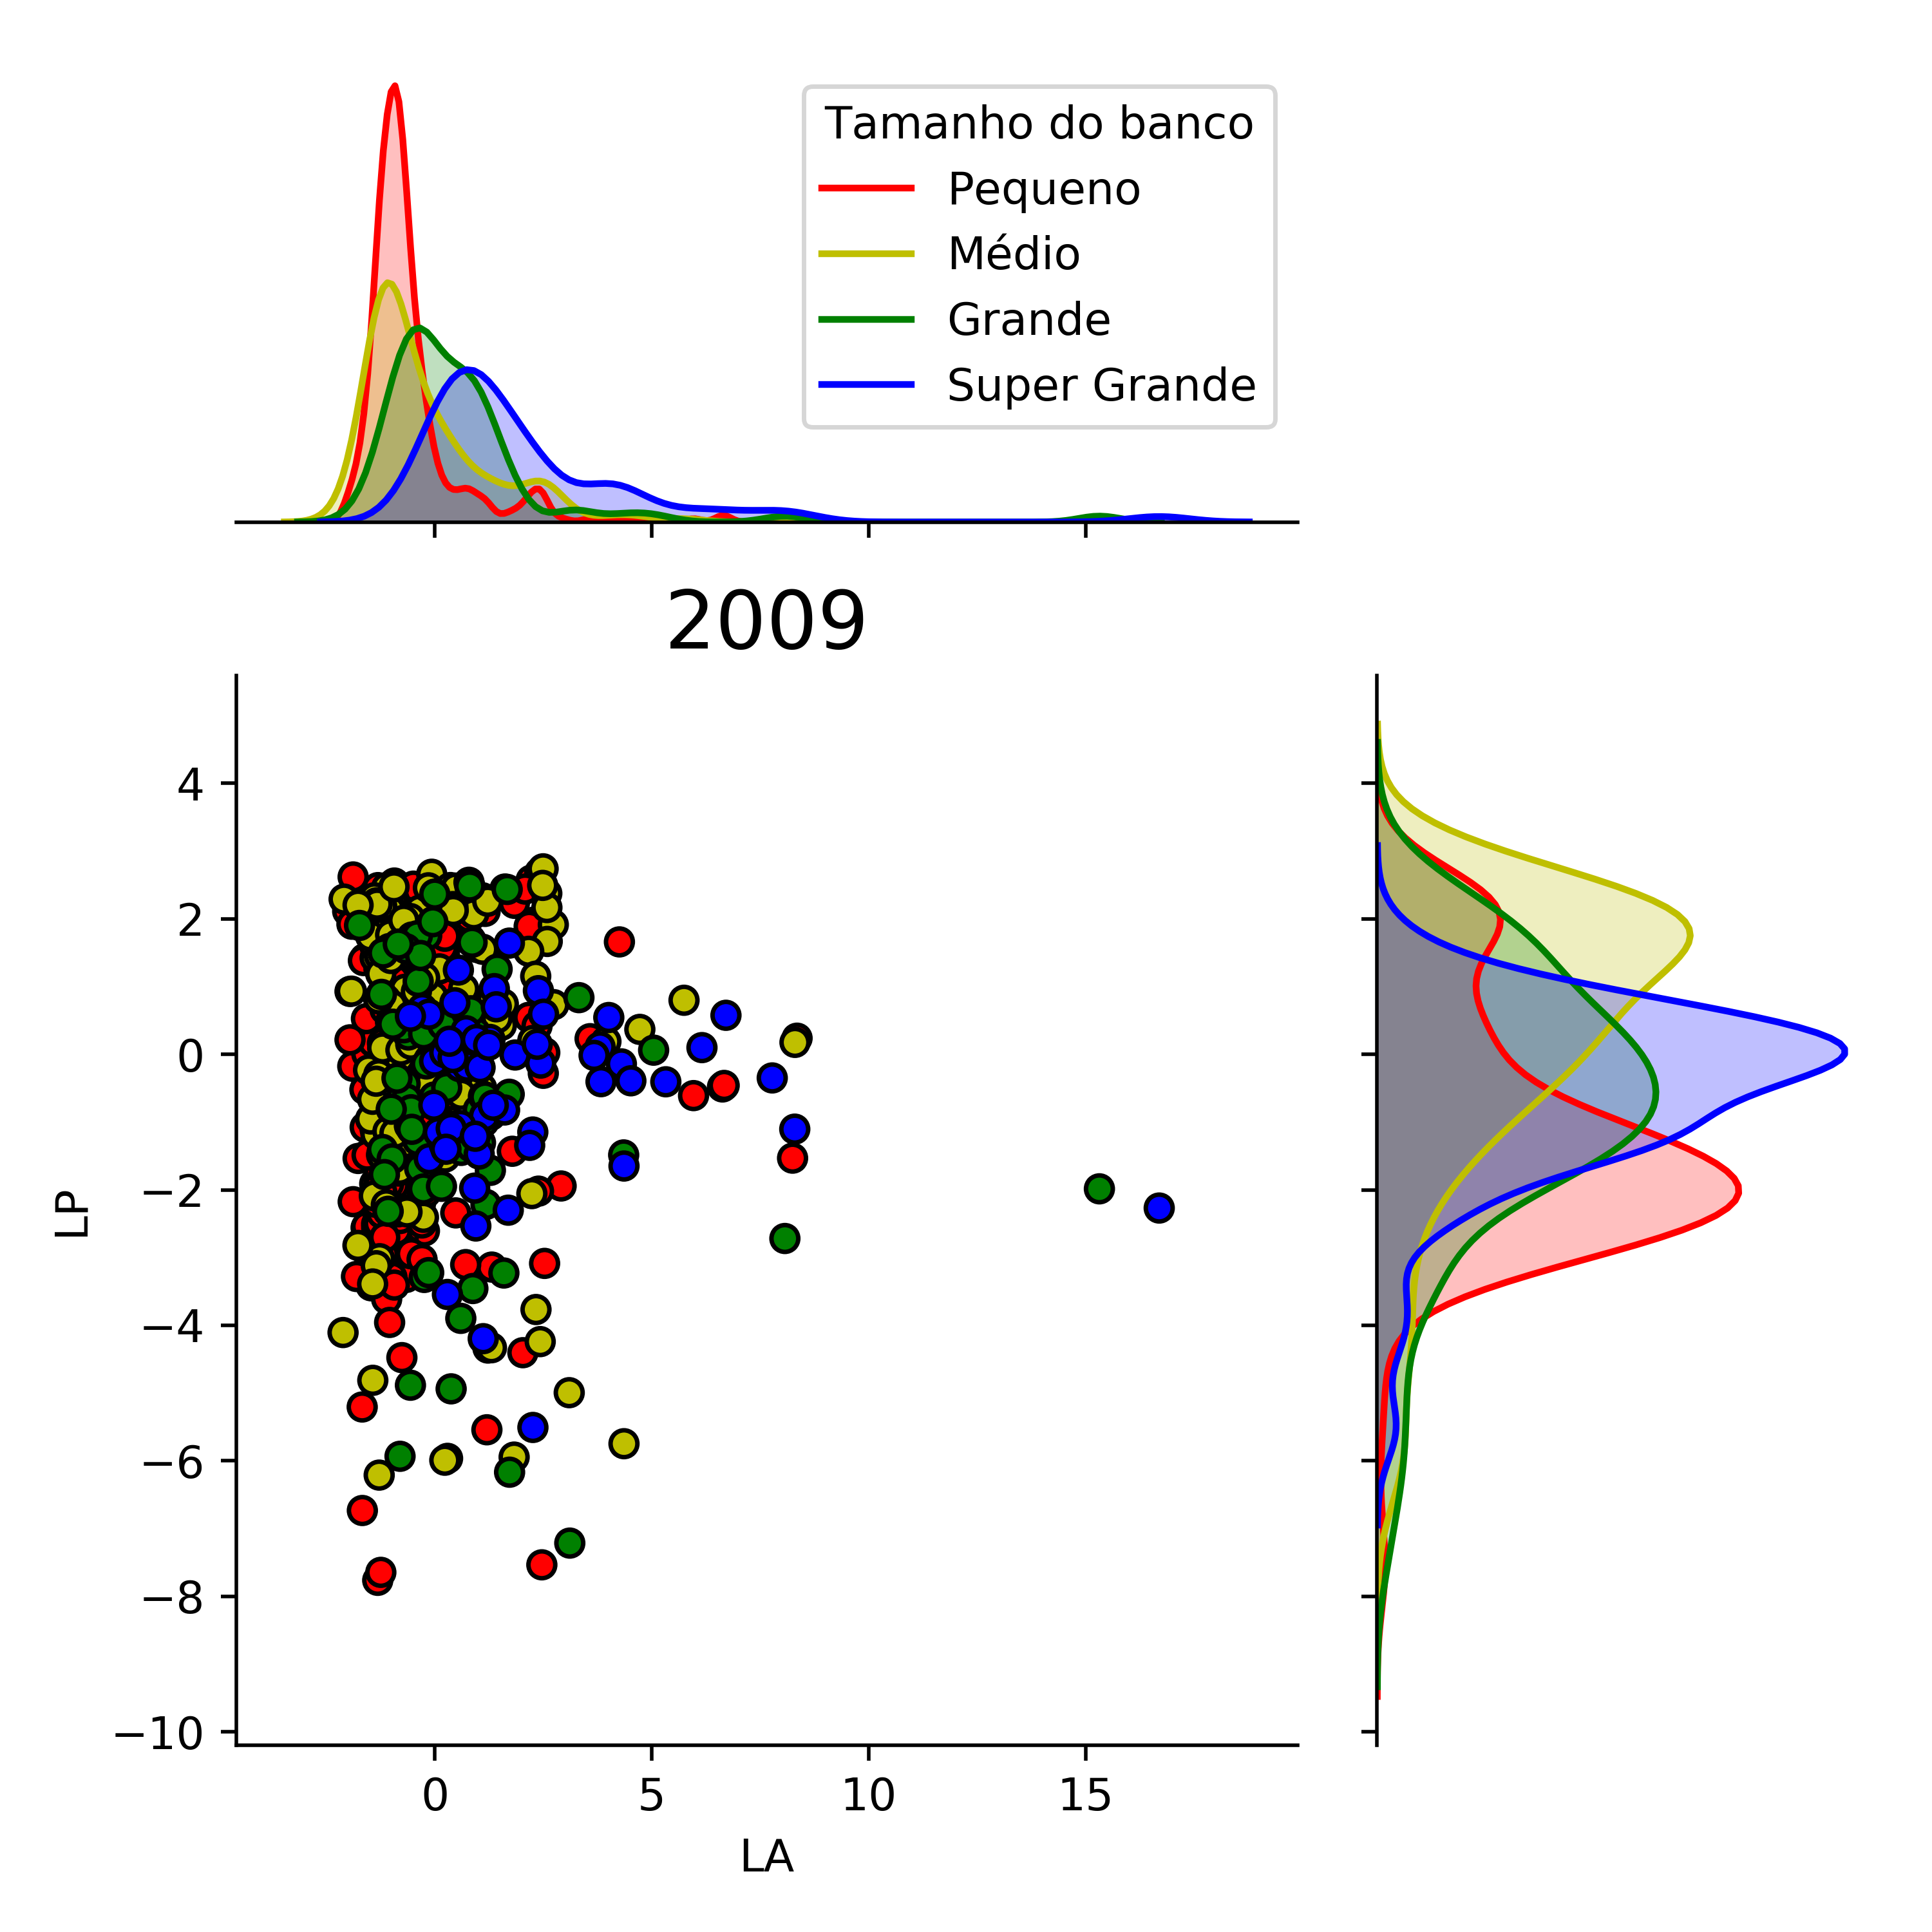 Tamanho do banco
Pequeno
Médio
Grande
Super Grande
2009
4
2
0
−2
−4
−6
−8
−10
LP
0 5 10 15
LA